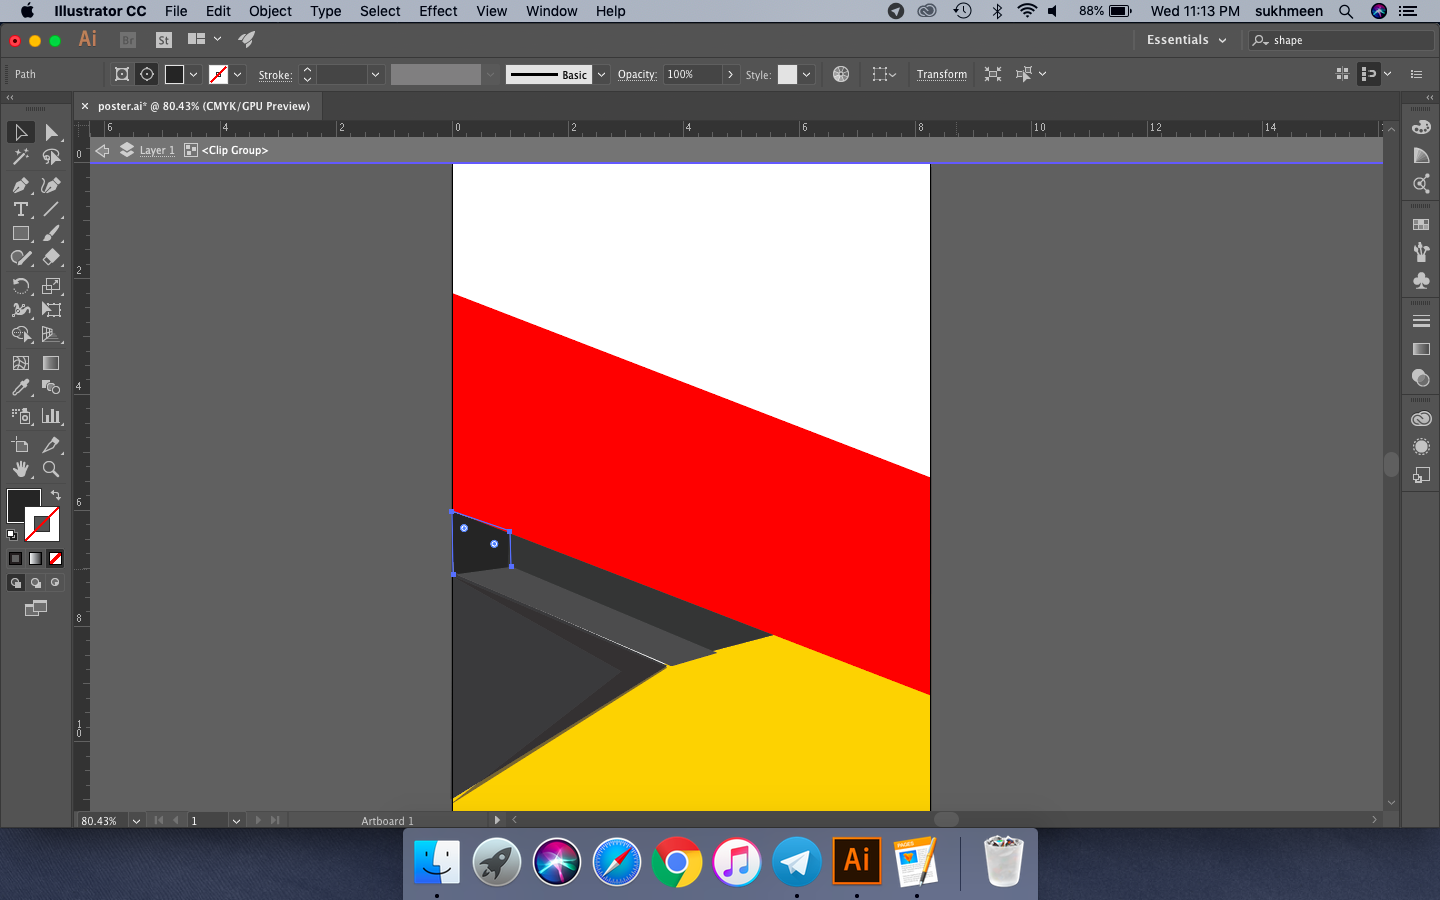 Illustrator CC File Edit Object Type Select Effect View Window Help 88% Wed 11:13 PM sukhmeen
Ai Br St Essentials shape
Path Stroke: Basic Opacity: 100% Style: Transform
× poster.ai* @ 80.43% (CMYK/GPU Preview)
6 4 2 0 2 4 6 8 10 12 14
Layer 1 <Clip Group>
0
2
4
6
8
10
80.43% 1 Artboard 1
Ai PAGES